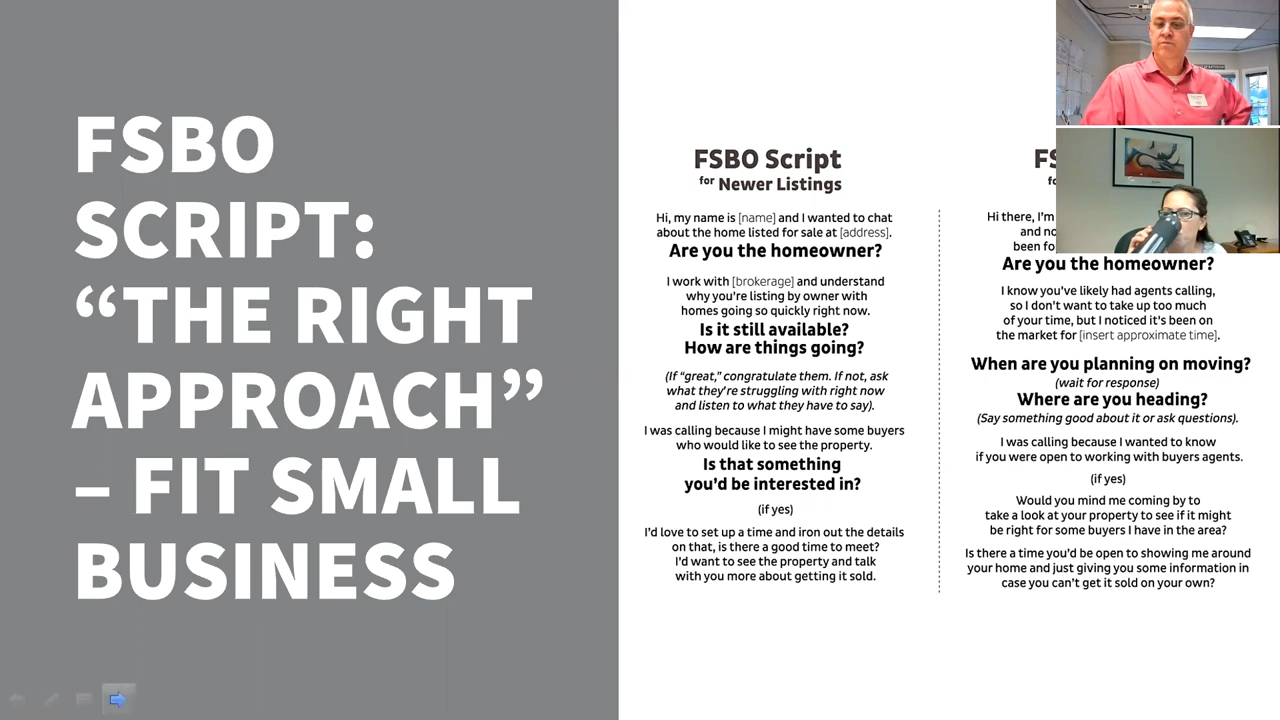 FSBO
SCRIPT:
“THE RIGHT
APPROACH”
– FIT SMALL
BUSINESS
FSBO Script
for Newer Listings
Hi, my name is [name] and I wanted to chat
about the home listed for sale at [address].
Are you the homeowner?
I work with [brokerage] and understand
why you're listing by owner with
homes going so quickly right now.
Is it still available?
How are things going?
(If “great,” congratulate them. If not, ask
what they're struggling with right now
and listen to what they have to say).
I was calling because I might have some buyers
who would like to see the property.
Is that something
you'd be interested in?
(if yes)
I'd love to set up a time and iron out the details
on that, is there a good time to meet?
I'd want to see the property and talk
with you more about getting it sold.
Hi there, I'm
Are you the homeowner?
I know you've likely had agents calling,
so I don't want to take up too much
of your time, but I noticed it's been on
the market for [insert approximate time].
When are you planning on moving?
(wait for response)
Where are you heading?
(Say something good about it or ask questions).
I was calling because I wanted to know
if you were open to working with buyers agents.
(if yes)
Would you mind me coming by to
take a look at your property to see if it might
be right for some buyers I have in the area?
Is there a time you'd be open to showing me around
your home and just giving you some information in
case you can't get it sold on your own?